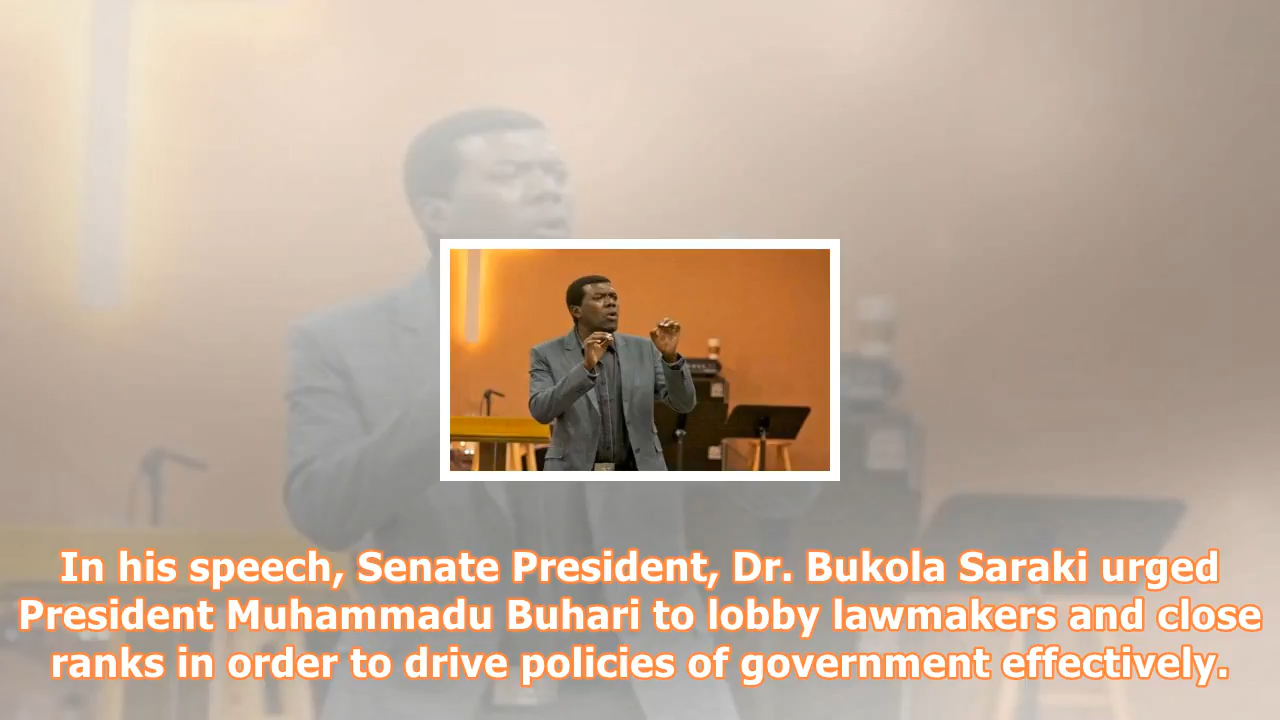 In his speech, Senate President, Dr. Bukola Saraki urged
President Muhammadu Buhari to lobby lawmakers and close
ranks in order to drive policies of government effectively.